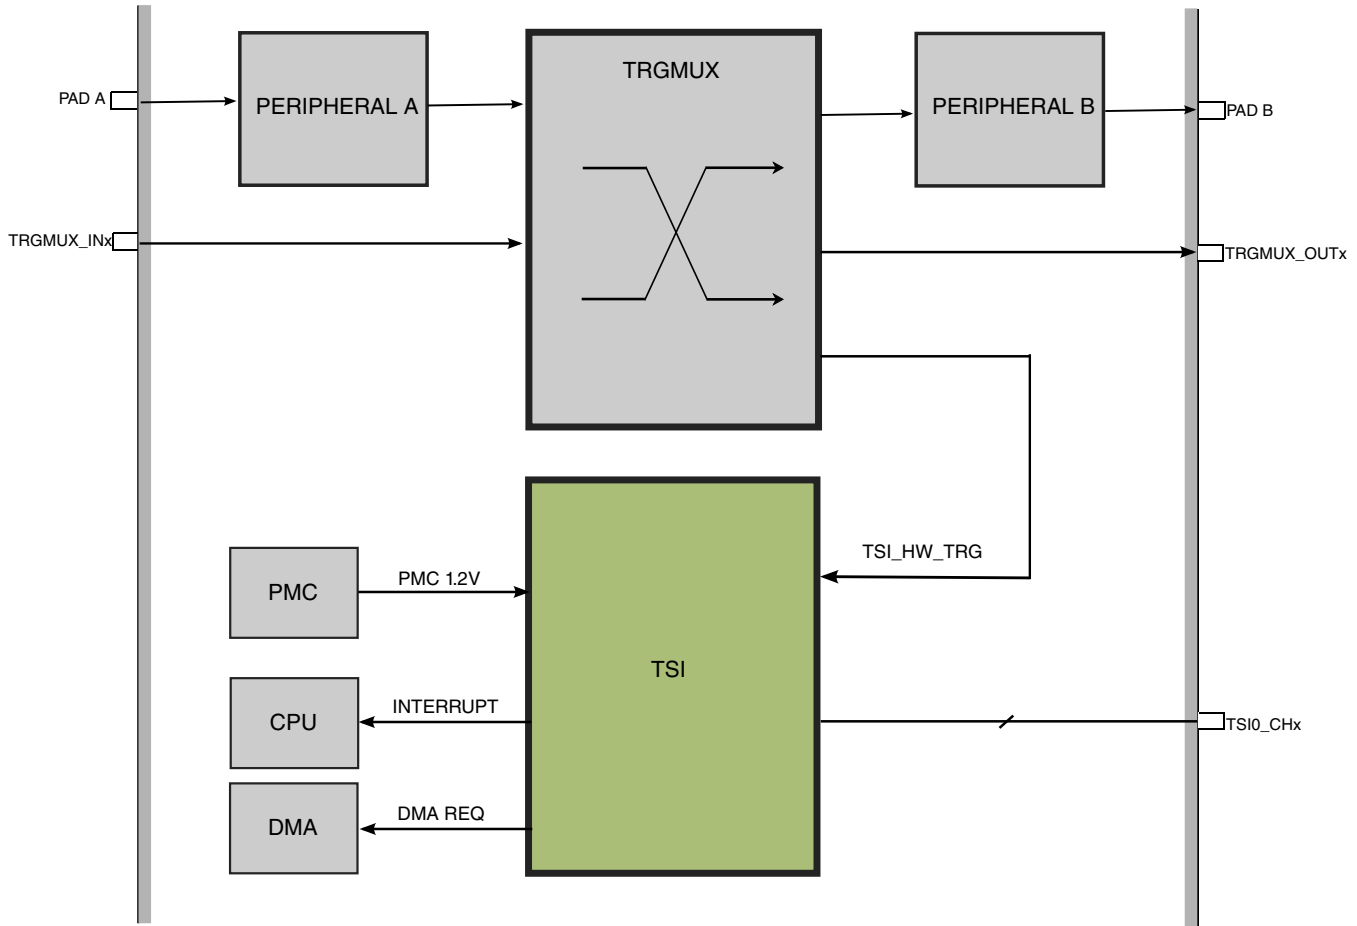 TRGMUX
PAD A
PERIPHERAL A
PERIPHERAL B
PAD B
TRGMUX_INx
TRGMUX_OUTx
TSI_HW_TRG
PMC
PMC 1.2V
TSI
CPU
INTERRUPT
TSI0_CHx
DMA
DMA REQ